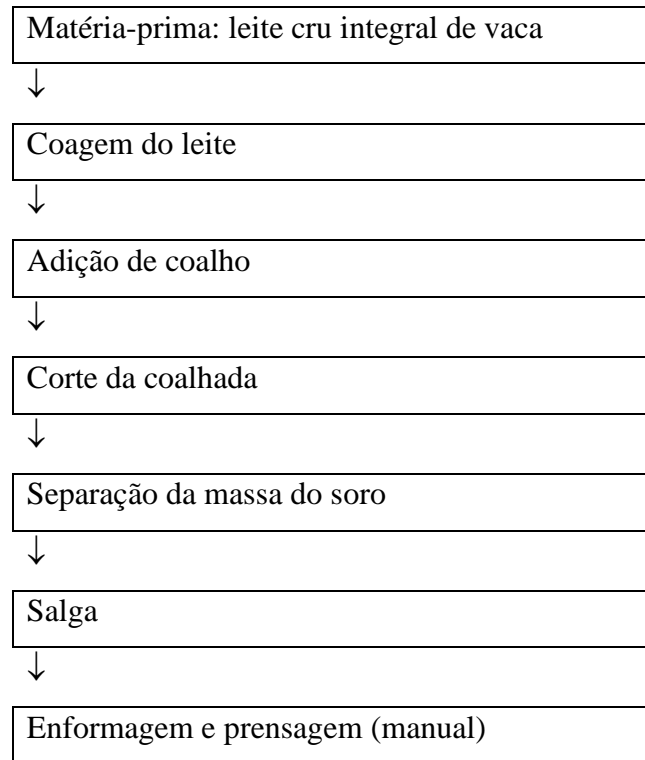 Matéria-prima: leite cru integral de vaca
↓
Coagem do leite
↓
Adição de coalho
↓
Corte da coalhada
↓
Separação da massa do soro
↓
Salga
↓
Enformagem e prensagem (manual)